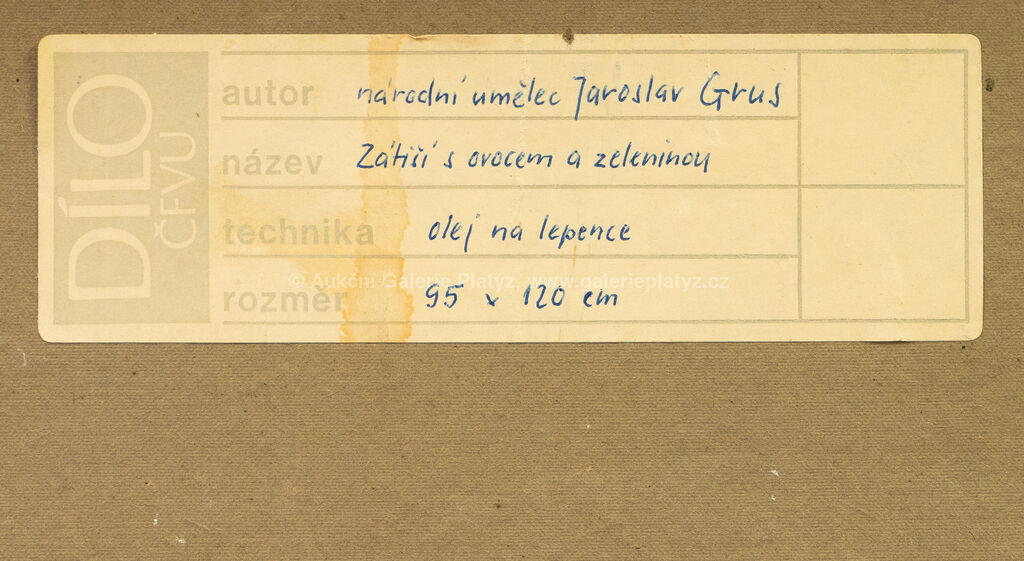 DÍLO
ČFVU
autor národní umělec Jaroslav Grus
název Zátiší s ovocem a zeleninou
technika olej na lepence
© Aukční Galerie Platýz, www.galerieplatyz.cz
rozměr 95 x 120 cm